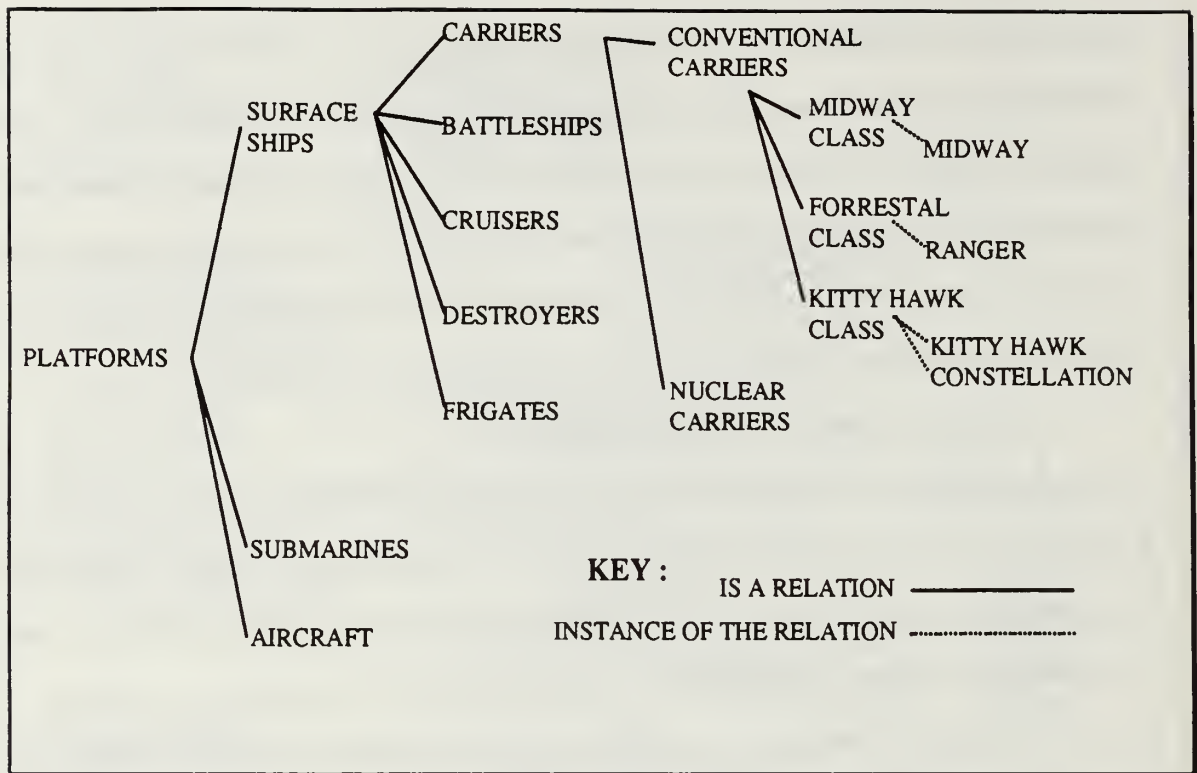 CARRIERS
CONVENTIONAL
CARRIERS
SURFACE
SHIPS
BATTLESHIPS
MIDWAY
CLASS
MIDWAY
CRUISERS
FORRESTAL
CLASS
RANGER
DESTROYERS
KITTY HAWK
CLASS
KITTY HAWK
CONSTELLATION
PLATFORMS
FRIGATES
NUCLEAR
CARRIERS
SUBMARINES
AIRCRAFT
KEY :
IS A RELATION
INSTANCE OF THE RELATION